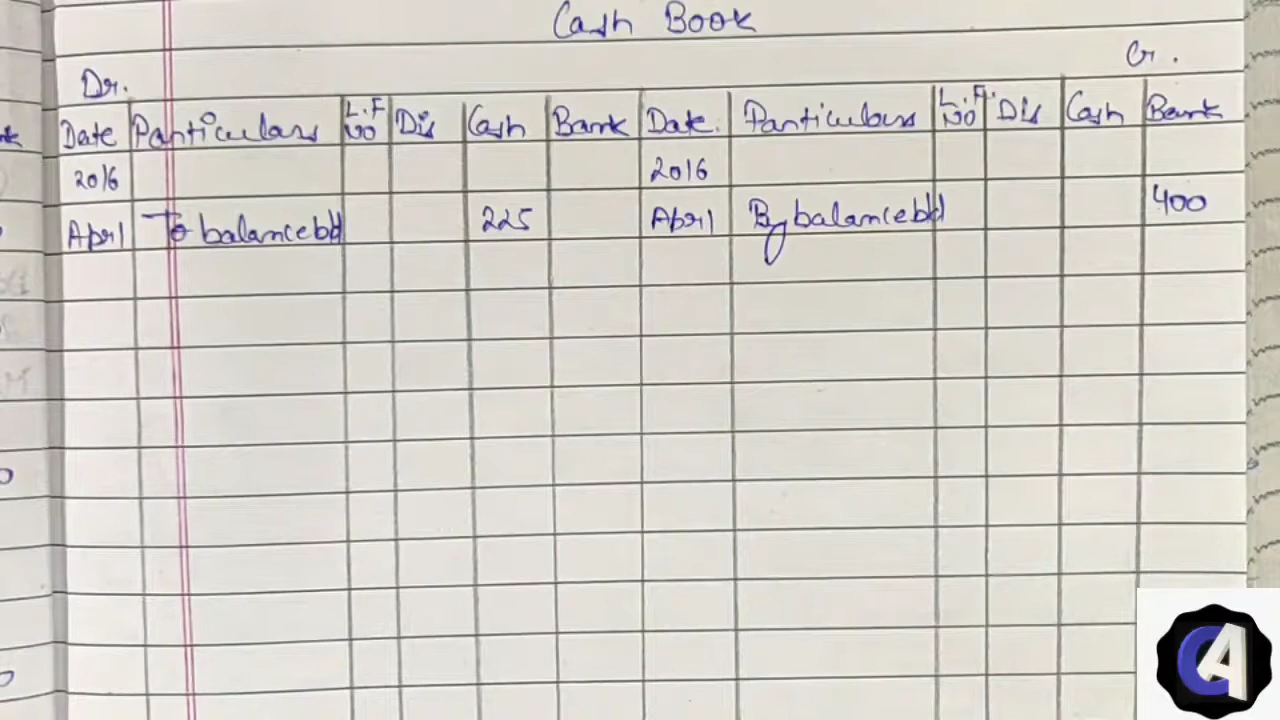 Cash Book
Dr. Cr.
Date Particulars L.F No Dis Cash Bank Date. Particulars L.F. No Dis Cash Bank
2016 2016
April To balance b/d 225 April By balance b/d 400
CA